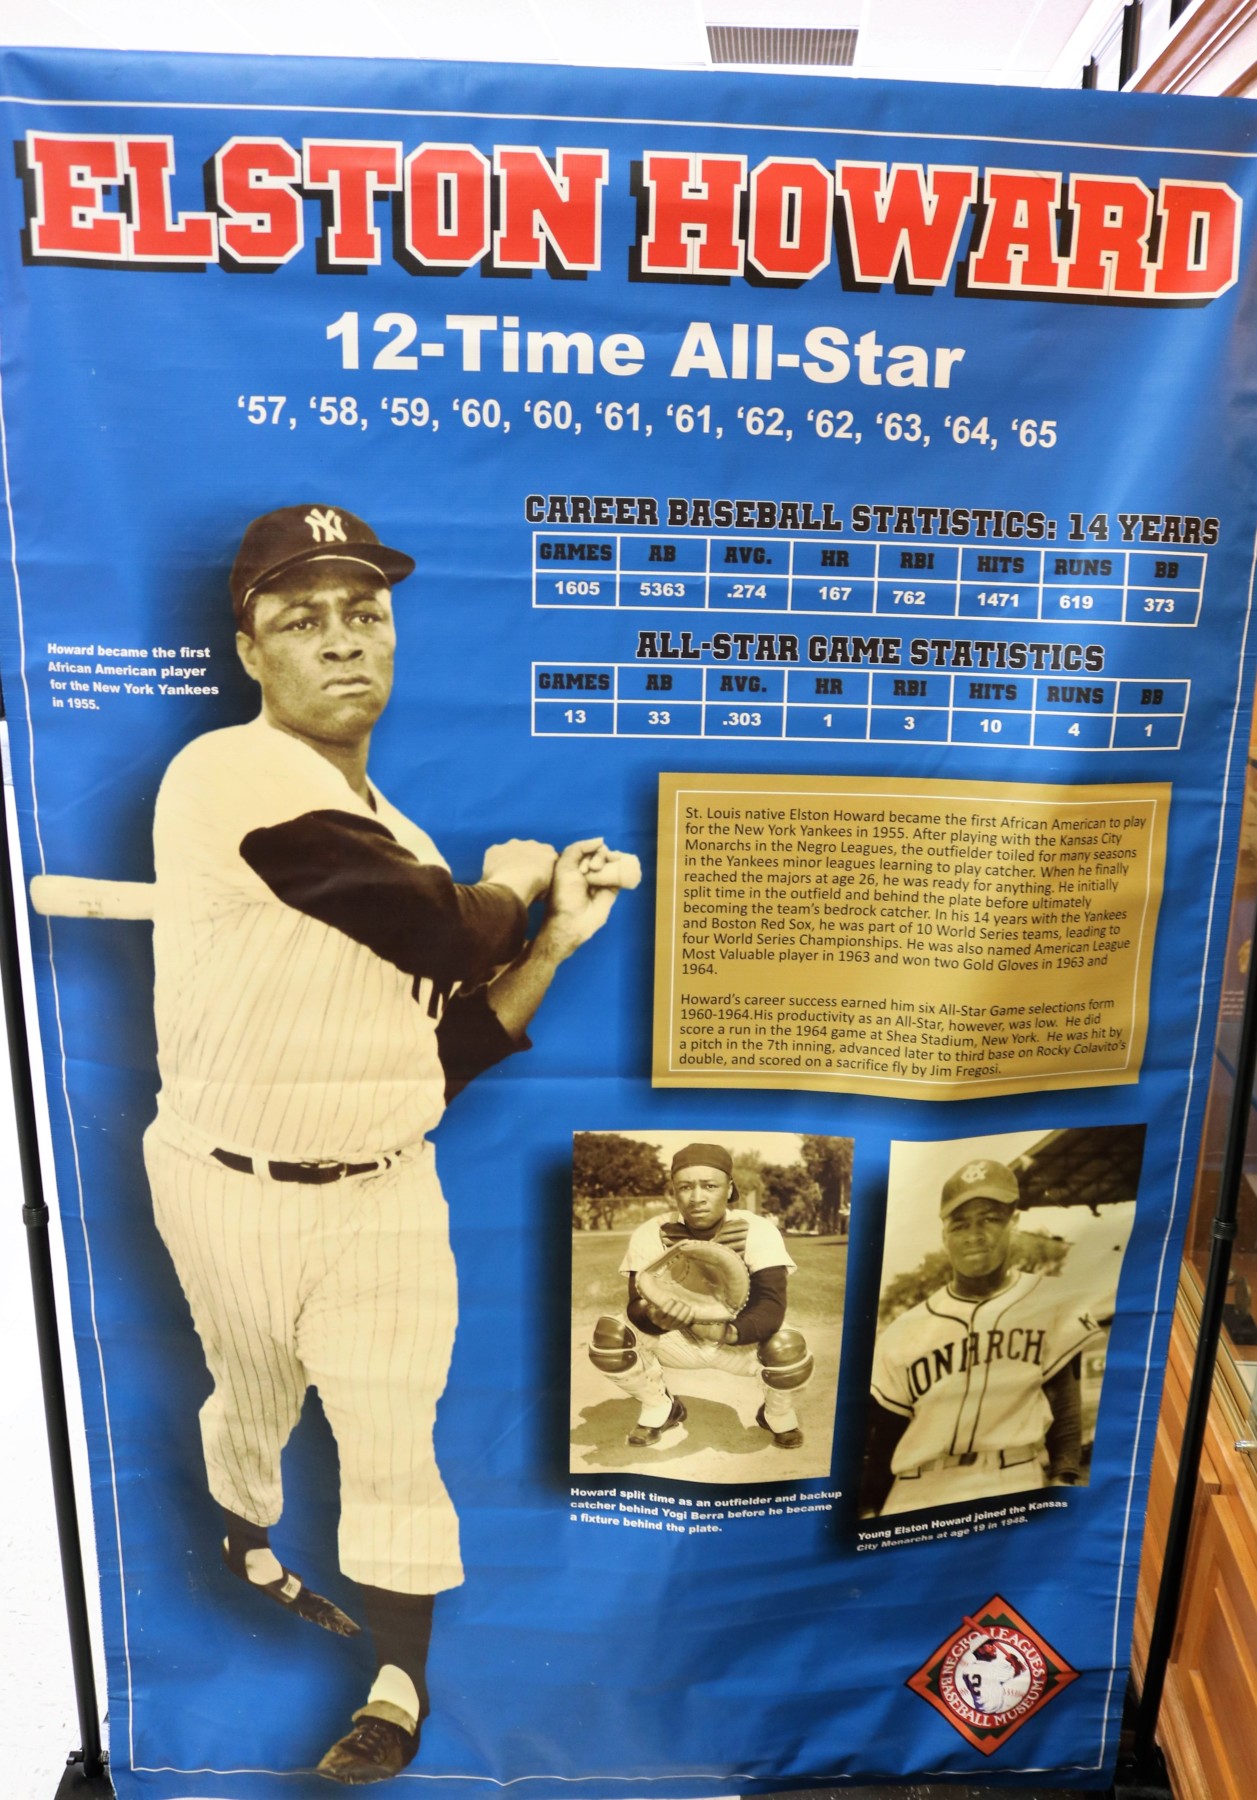 ELSTON HOWARD
12-Time All-Star
‘57, ‘58, ‘59, ‘60, ‘60, ‘61, ‘61, ‘62, ‘62, ‘63, ‘64, ‘65
CAREER BASEBALL STATISTICS: 14 YEARS
GAMES AB AVG. HR RBI HITS RUNS BB
1605 5363 .274 167 762 1471 619 373
ALL-STAR GAME STATISTICS
GAMES AB AVG. HR RBI HITS RUNS BB
13 33 .303 1 3 10 4 1
NY
Howard became the first
African American player
for the New York Yankees
in 1955.
St. Louis native Elston Howard became the first African American to play
for the New York Yankees in 1955. After playing with the Kansas City
Monarchs in the Negro Leagues, the outfielder toiled for many seasons
in the Yankees minor leagues learning to play catcher. When he finally
reached the majors at age 26, he was ready for anything. He initially
split time in the outfield and behind the plate before ultimately
becoming the team’s bedrock catcher. In his 14 years with the Yankees
and Boston Red Sox, he was part of 10 World Series teams, leading to
four World Series Championships. He was also named American League
Most Valuable player in 1963 and won two Gold Gloves in 1963 and
1964.
Howard’s career success earned him six All-Star Game selections form
1960-1964.His productivity as an All-Star, however, was low. He did
score a run in the 1964 game at Shea Stadium, New York. He was hit by
a pitch in the 7th inning, advanced later to third base on Rocky Colavito’s
double, and scored on a sacrifice fly by Jim Fregosi.
KC
MONARCH
K
Howard split time as an outfielder and backup
catcher behind Yogi Berra before he became
a fixture behind the plate.
Young Elston Howard joined the Kansas
City Monarchs at age 19 in 1948.
NEGRO LEAGUES
BASEBALL MUSEUM
2